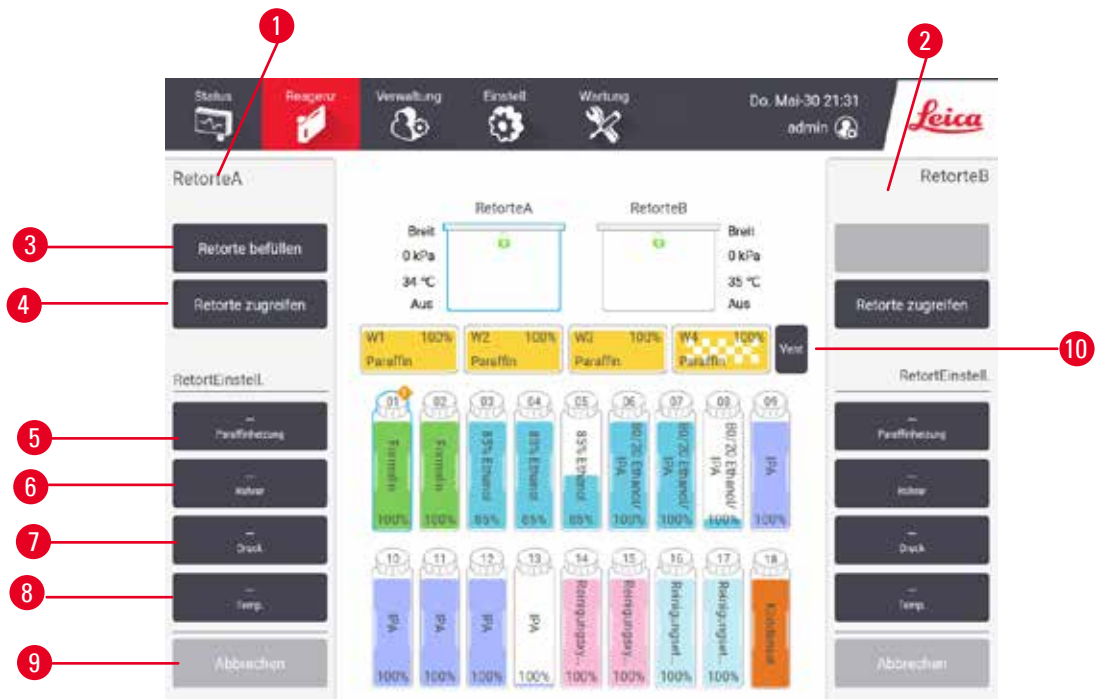 1
2
Status
Reagenz
Verwaltung
Einstell
Wartung
Do. Mai-30 21:31
admin
Leica
RetorteA
RetorteB
3
Retorte befüllen
4
Retorte zugreifen
Retorte zugreifen
RetorteA
RetorteB
Breit
0 kPa
34 °C
Aus
Breit
0 kPa
35 °C
Aus
W1 100%
Paraffin
W2 100%
Paraffin
W3 100%
Paraffin
W4 100%
Paraffin
Vent
10
RetortEinstell.
RetortEinstell.
5
Paraffinheizung
Paraffinheizung
6
Rührer
Rührer
7
Druck
Druck
8
Temp.
Temp.
9
Abbrechen
Abbrechen
01
Formalin
100%
02
Formalin
100%
03
85% Ethanol
85%
04
85% Ethanol
85%
05
85% Ethanol
85%
06
80/20 Ethanol/
IPA
100%
07
80/20 Ethanol/
IPA
100%
08
80/20 Ethanol/
IPA
100%
09
IPA
100%
10
IPA
100%
11
IPA
100%
12
IPA
100%
13
IPA
100%
14
Reinigungsxy...
100%
15
Reinigungsxy...
100%
16
Reinigungset...
100%
17
Reinigungset...
100%
18
Kondensat